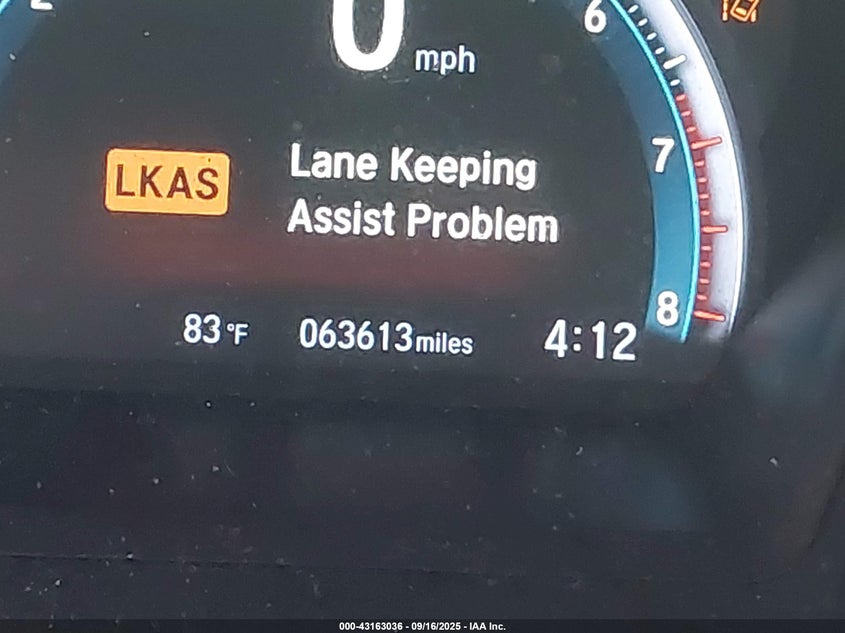 2
6
0 mph
7
LKAS
Lane Keeping
Assist Problem
8
83°F 063613miles 4:12
000-43163036 - 09/16/2025 - IAA Inc.